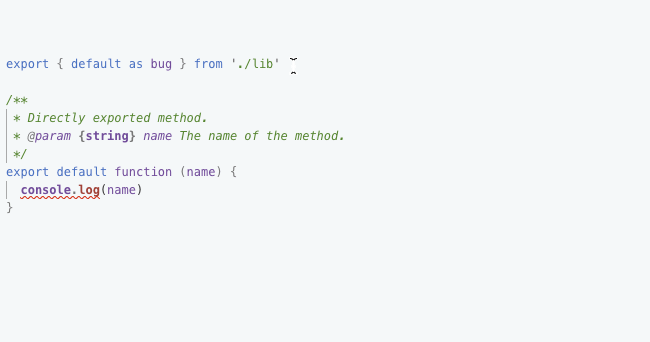 export { default as bug } from './lib'
/**
 * Directly exported method.
 * @param {string} name The name of the method.
 */
export default function (name) {
  console.log(name)
}